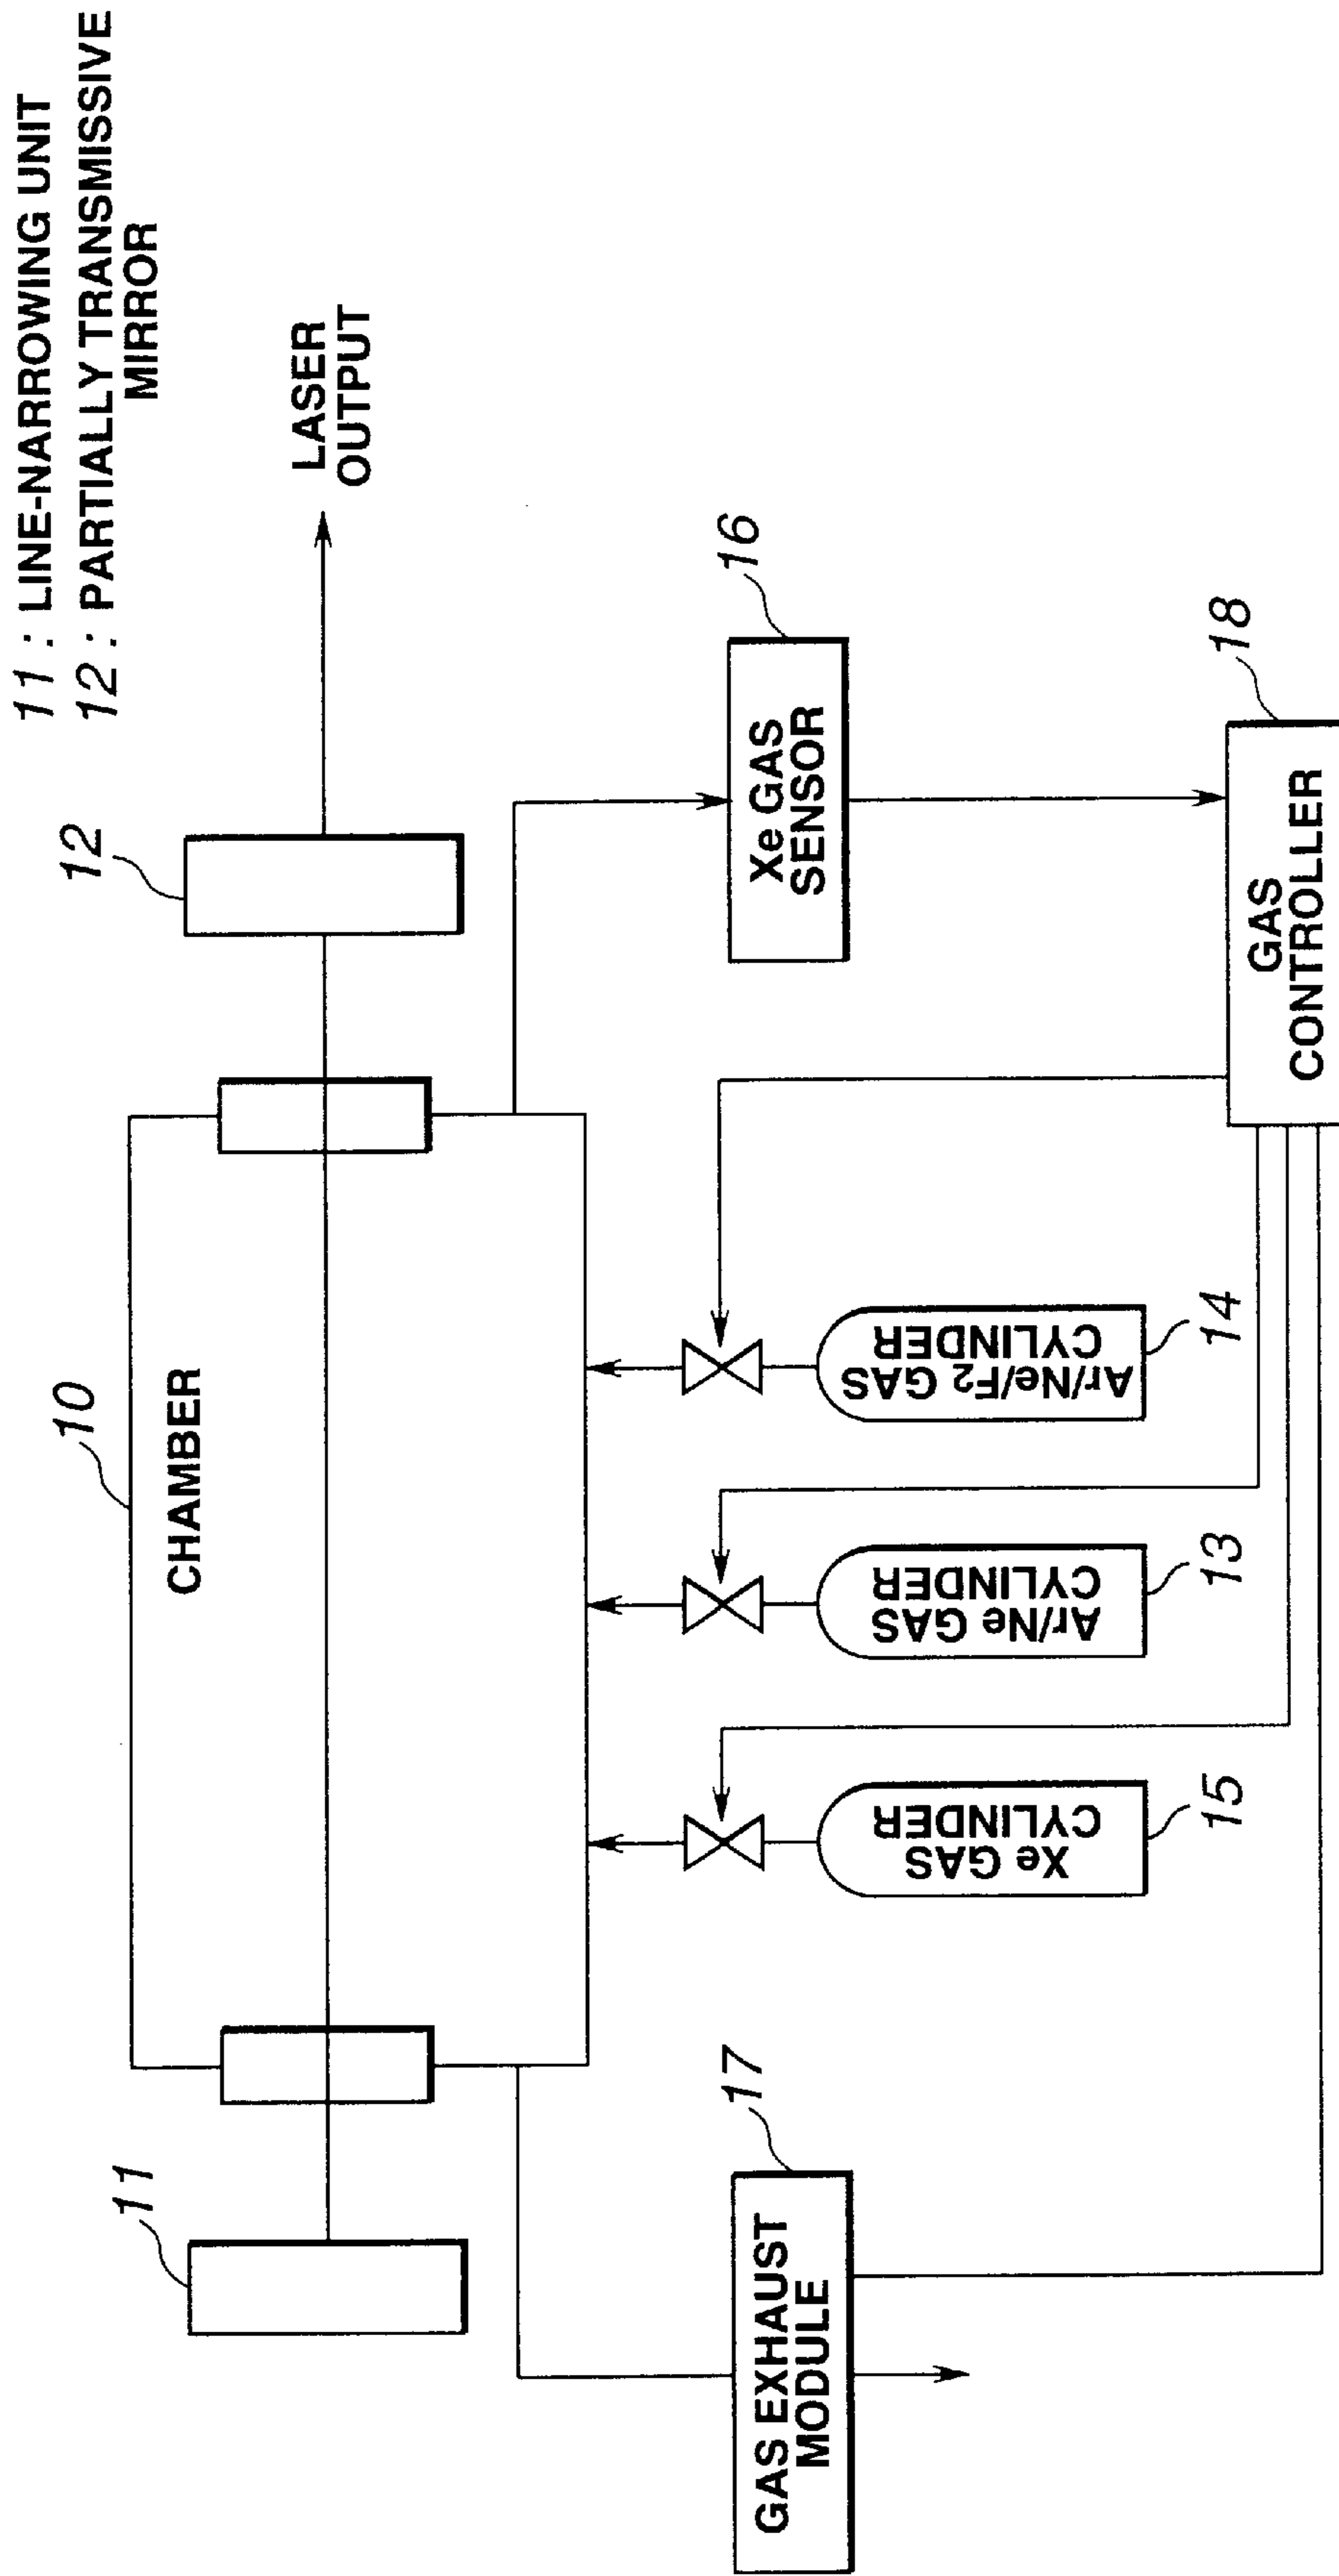 11 : LINE-NARROWING UNIT
12 : PARTIALLY TRANSMISSIVE
MIRROR
LASER
OUTPUT
12
11
10
CHAMBER
16
Xe GAS
SENSOR
17
GAS EXHAUST
MODULE
Xe GAS
CYLINDER
15
Ar/Ne GAS
CYLINDER
13
Ar/Ne/F2 GAS
CYLINDER
14
18
GAS
CONTROLLER